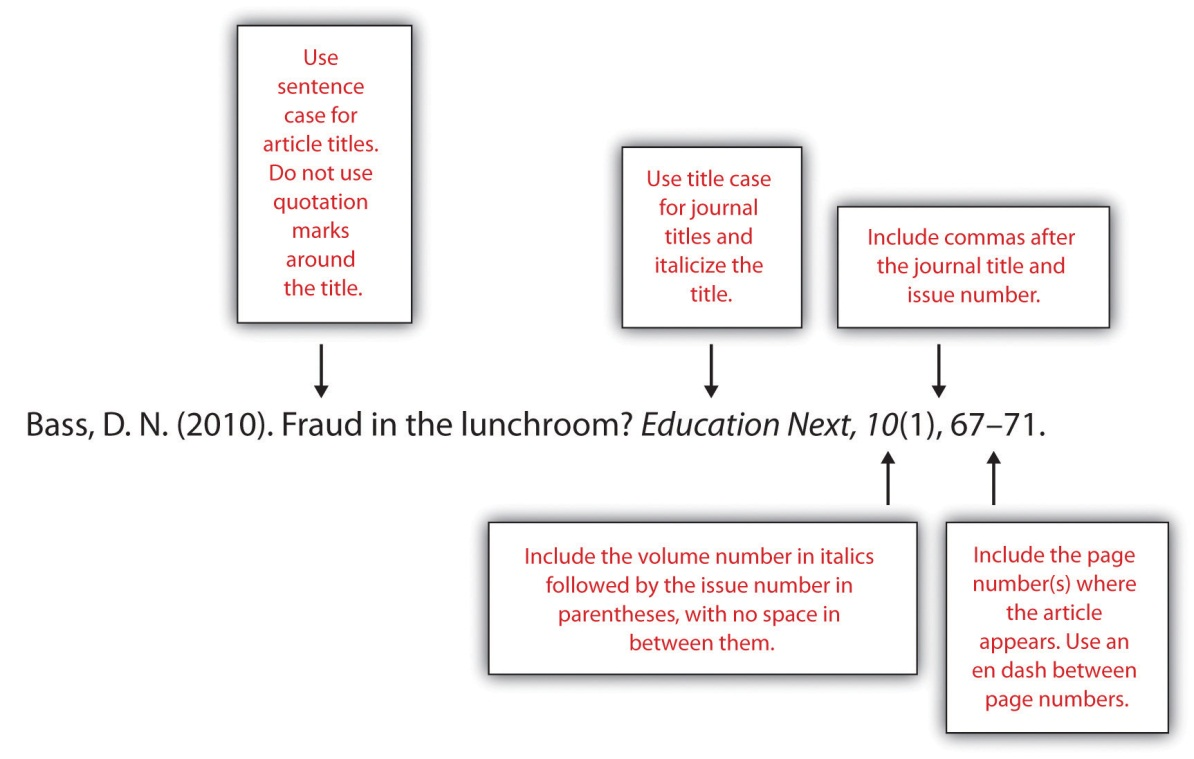 Use
sentence
case for
article titles.
Do not use
quotation
marks
around
the title.
Use title case
for journal
titles and
italicize the
title.
Include commas after
the journal title and
issue number.
Bass, D. N. (2010). Fraud in the lunchroom? Education Next, 10(1), 67–71.
Include the volume number in italics
followed by the issue number in
parentheses, with no space in
between them.
Include the page
number(s) where
the article
appears. Use an
en dash between
page numbers.